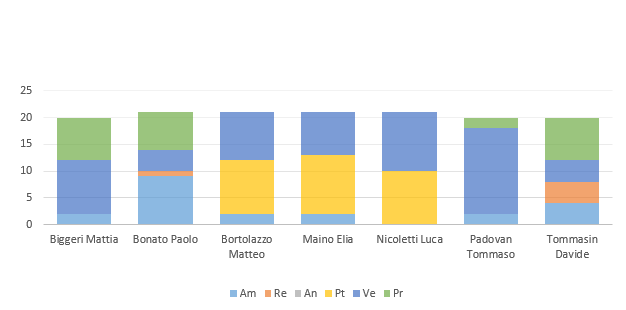 25
20
15
10
5
0
Biggeri Mattia Bonato Paolo Bortolazzo Maino Elia Nicoletti Luca Padovan Tommasin
Matteo Tommaso Davide
Am Re An Pt Ve Pr